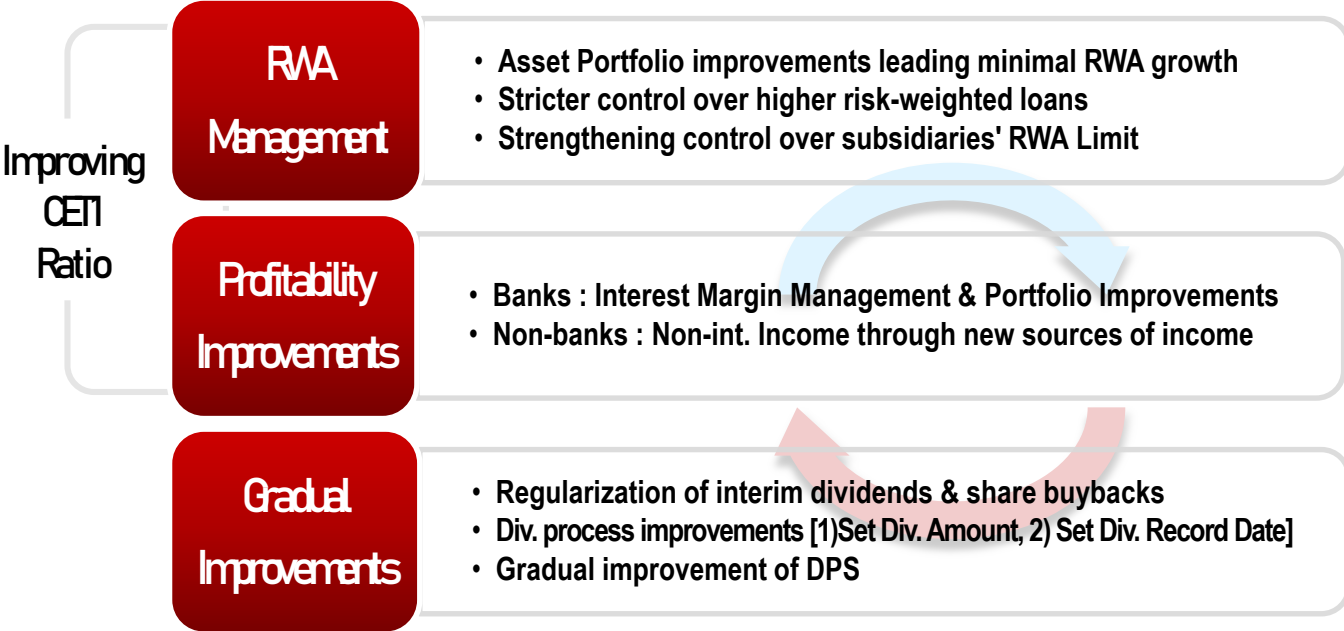 Improving
CET1
Ratio
RWA
Management
• Asset Portfolio improvements leading minimal RWA growth
• Stricter control over higher risk-weighted loans
• Strengthening control over subsidiaries' RWA Limit
Profitability
Improvements
• Banks : Interest Margin Management & Portfolio Improvements
• Non-banks : Non-int. Income through new sources of income
Gradual
Improvements
• Regularization of interim dividends & share buybacks
• Div. process improvements [1)Set Div. Amount, 2) Set Div. Record Date]
• Gradual improvement of DPS